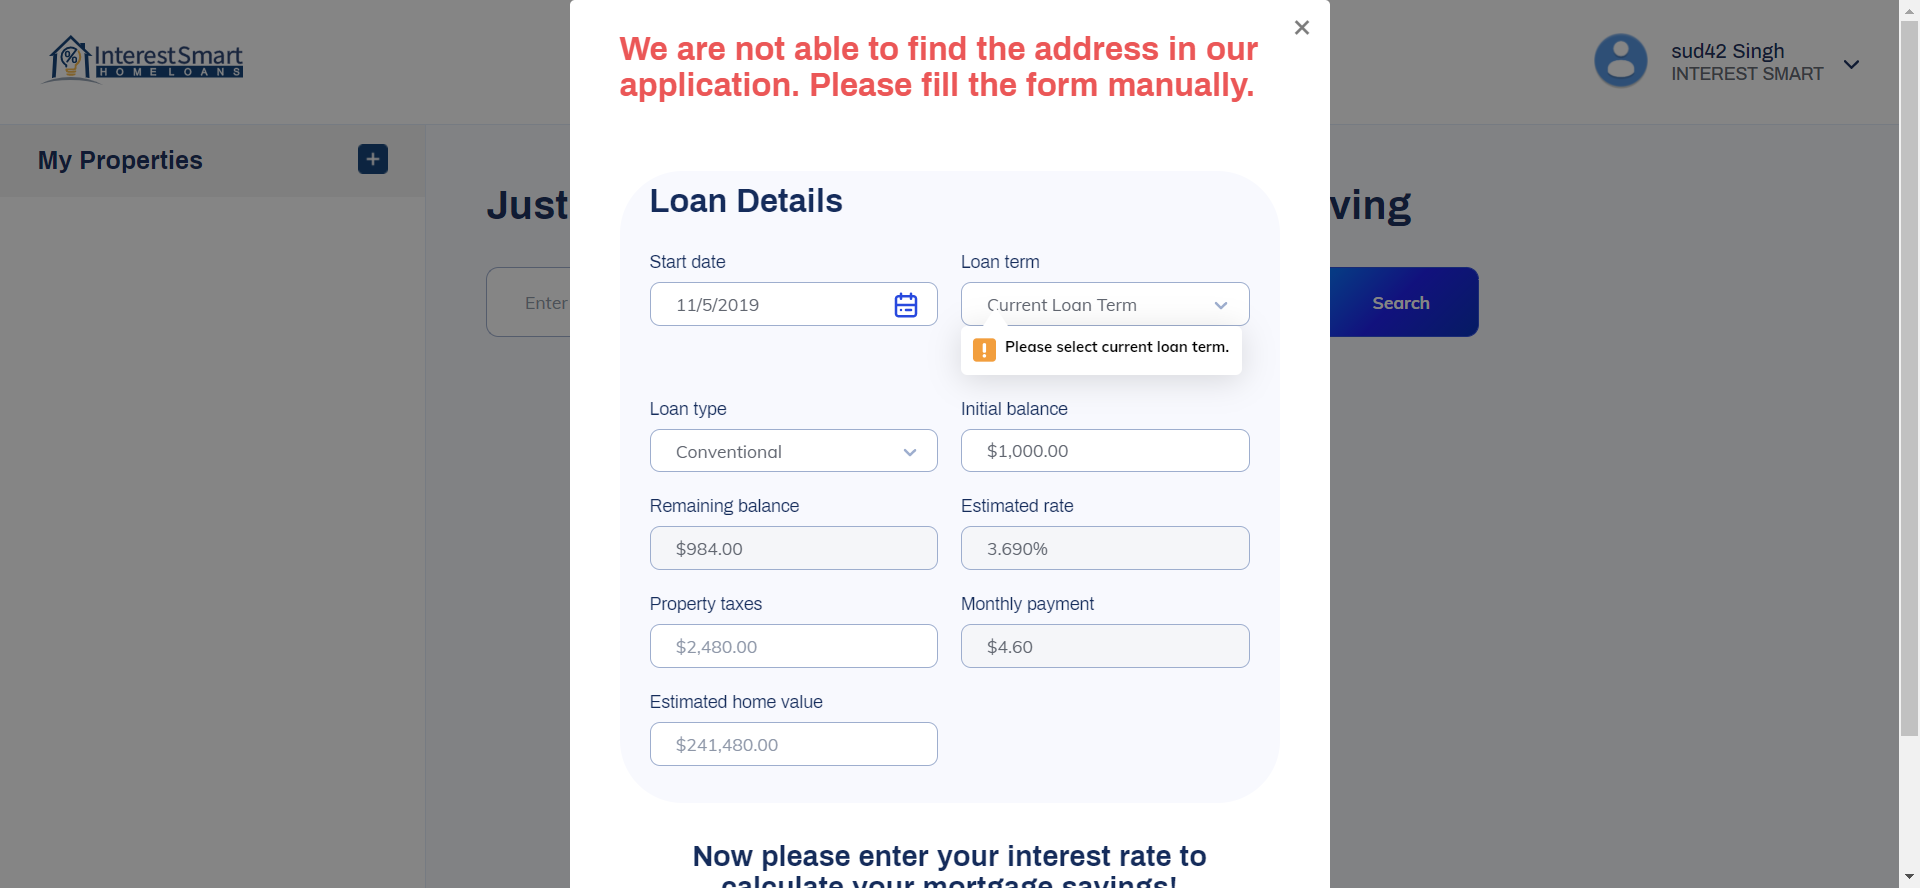 InterestSmart
HOME LOANS
sud42 Singh
INTEREST SMART
We are not able to find the address in our
application. Please fill the form manually.
My Properties
Just
ving
Enter
Search
Loan Details
Start date
Loan term
11/5/2019
Current Loan Term
Please select current loan term.
Loan type
Initial balance
Conventional
$1,000.00
Remaining balance
Estimated rate
$984.00
3.690%
Property taxes
Monthly payment
$2,480.00
$4.60
Estimated home value
$241,480.00
Now please enter your interest rate to
calculate your mortgage savings!